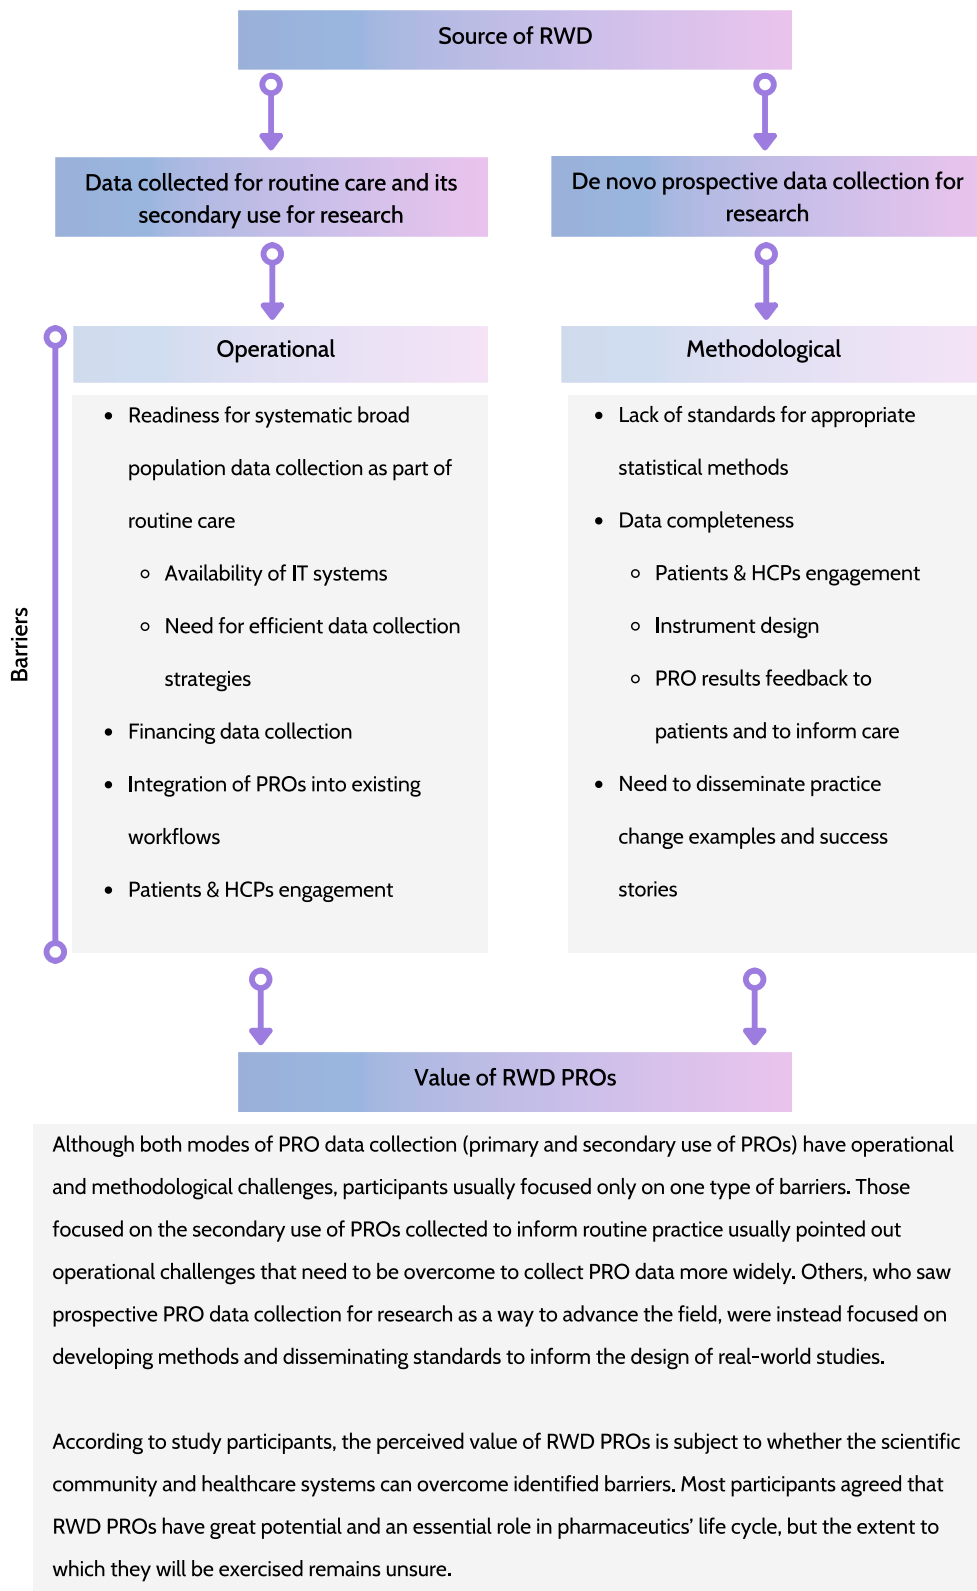 Source of RWD
Data collected for routine care and its
secondary use for research
De novo prospective data collection for
research
Barriers
Operational
• Readiness for systematic broad
population data collection as part of
routine care
◦ Availability of IT systems
◦ Need for efficient data collection
strategies
• Financing data collection
• Integration of PROs into existing
workflows
• Patients & HCPs engagement
Methodological
• Lack of standards for appropriate
statistical methods
• Data completeness
◦ Patients & HCPs engagement
◦ Instrument design
◦ PRO results feedback to
patients and to inform care
• Need to disseminate practice
change examples and success
stories
Value of RWD PROs
Although both modes of PRO data collection (primary and secondary use of PROs) have operational
and methodological challenges, participants usually focused only on one type of barriers. Those
focused on the secondary use of PROs collected to inform routine practice usually pointed out
operational challenges that need to be overcome to collect PRO data more widely. Others, who saw
prospective PRO data collection for research as a way to advance the field, were instead focused on
developing methods and disseminating standards to inform the design of real-world studies.
According to study participants, the perceived value of RWD PROs is subject to whether the scientific
community and healthcare systems can overcome identified barriers. Most participants agreed that
RWD PROs have great potential and an essential role in pharmaceutics' life cycle, but the extent to
which they will be exercised remains unsure.